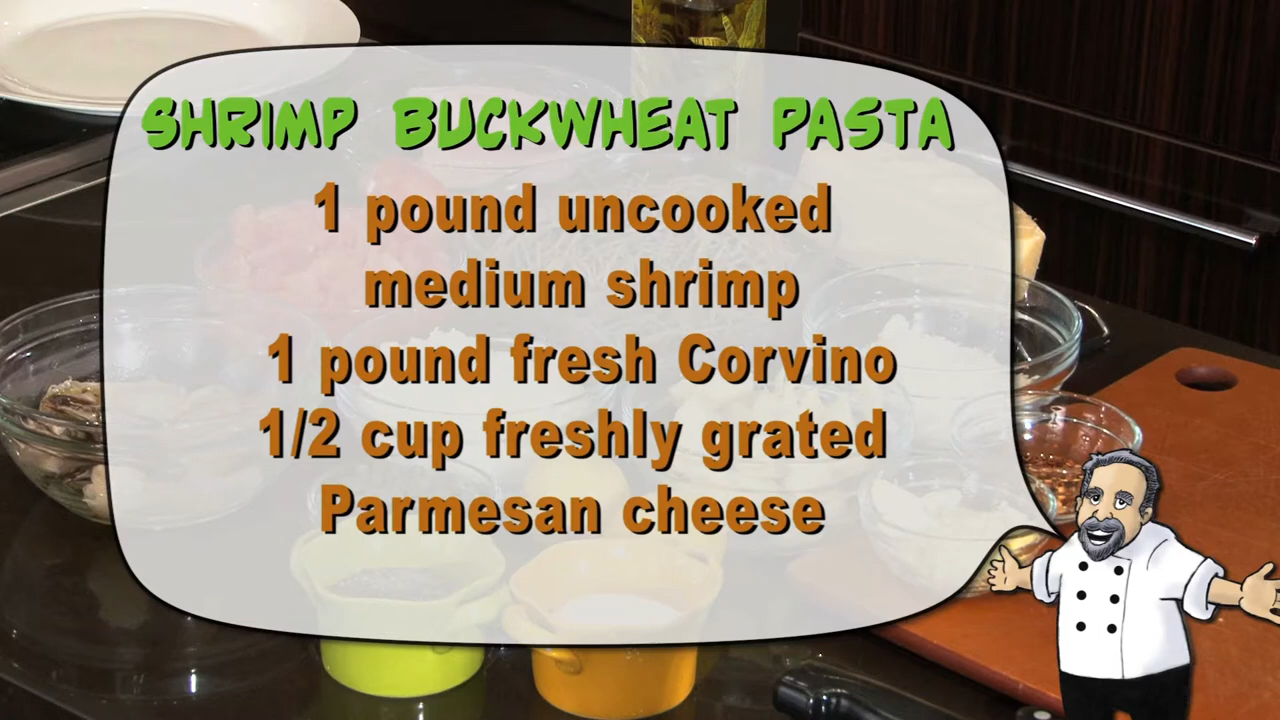 SHRIMP BUCKWHEAT PASTA
1 pound uncooked
medium shrimp
1 pound fresh Corvino
1/2 cup freshly grated
Parmesan cheese